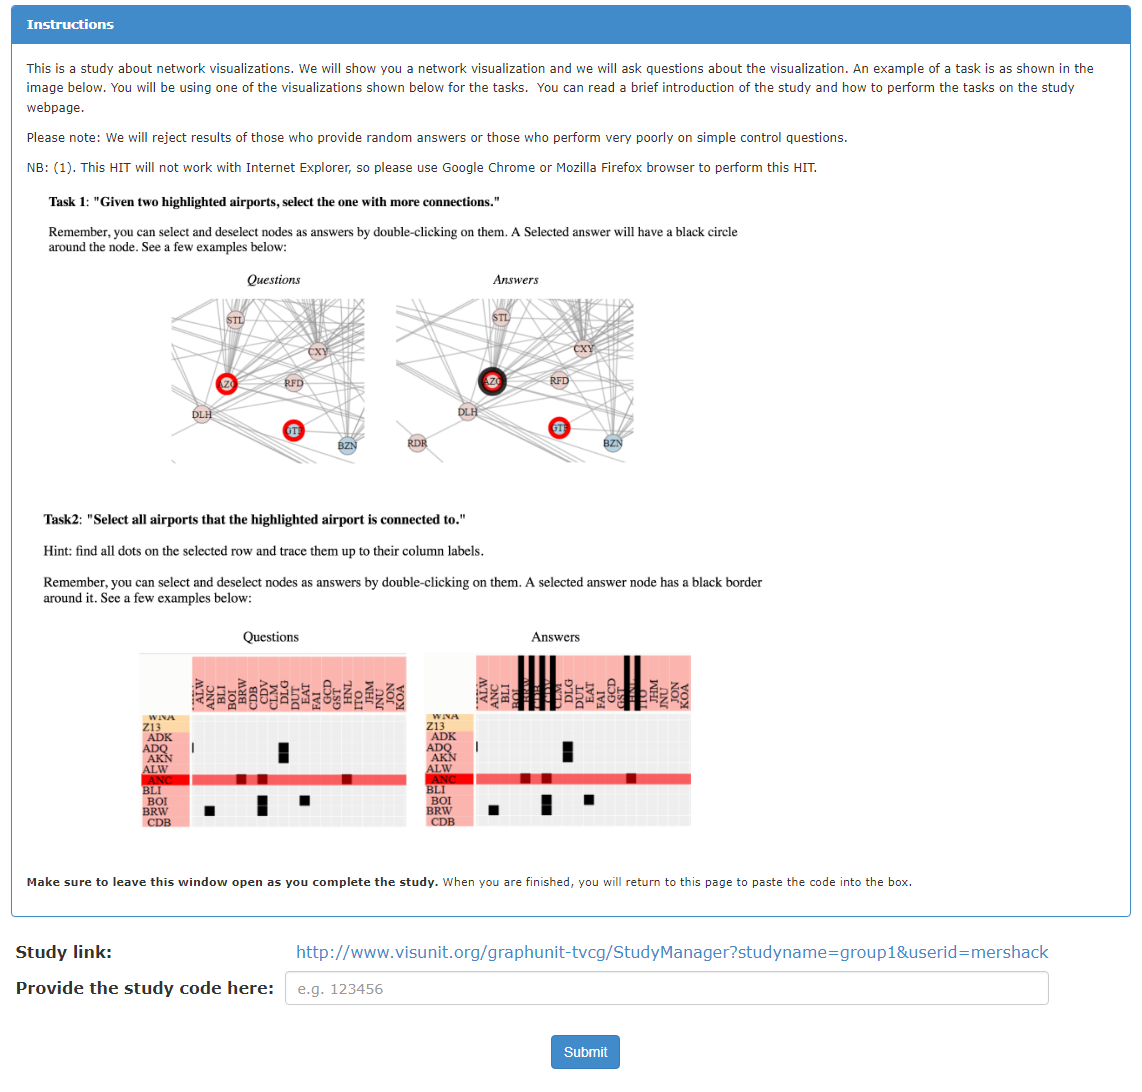 Instructions
This is a study about network visualizations. We will show you a network visualization and we will ask questions about the visualization. An example of a task is as shown in the
image below. You will be using one of the visualizations shown below for the tasks.  You can read a brief introduction of the study and how to perform the tasks on the study
webpage.
Please note: We will reject results of those who provide random answers or those who perform very poorly on simple control questions.
NB: (1). This HIT will not work with Internet Explorer, so please use Google Chrome or Mozilla Firefox browser to perform this HIT.
Task 1: "Given two highlighted airports, select the one with more connections."
Remember, you can select and deselect nodes as answers by double-clicking on them. A Selected answer will have a black circle
around the node. See a few examples below:
Questions
Answers
STL
CXY
AZO
RFD
DLH
GTF
BZN
STL
CXY
AZO
RFD
DLH
GTF
RDR
BZN
Task2: "Select all airports that the highlighted airport is connected to."
Hint: find all dots on the selected row and trace them up to their column labels.
Remember, you can select and deselect nodes as answers by double-clicking on them. A selected answer node has a black border
around it. See a few examples below:
Questions
Answers
ALW ANC BLI BOI BRW CDB CDV CLM DLG DUT EAT FAI GCD GST HNL ITO JHM JNU JON KOA
WNA
Z13
ADK
ADQ
AKN
ALW
ANC
BLI
BOI
BRW
CDB
ALW ANC BLI BOI CLM DLG DUT EAT FAI GCD GST ITO JHM JNU JON KOA
WNA
Z13
ADK
ADQ
AKN
ALW
ANC
BLI
BOI
BRW
CDB
Make sure to leave this window open as you complete the study. When you are finished, you will return to this page to paste the code into the box.
Study link: http://www.visunit.org/graphunit-tvcg/StudyManager?studyname=group1&userid=mershack
Provide the study code here: e.g. 123456
Submit